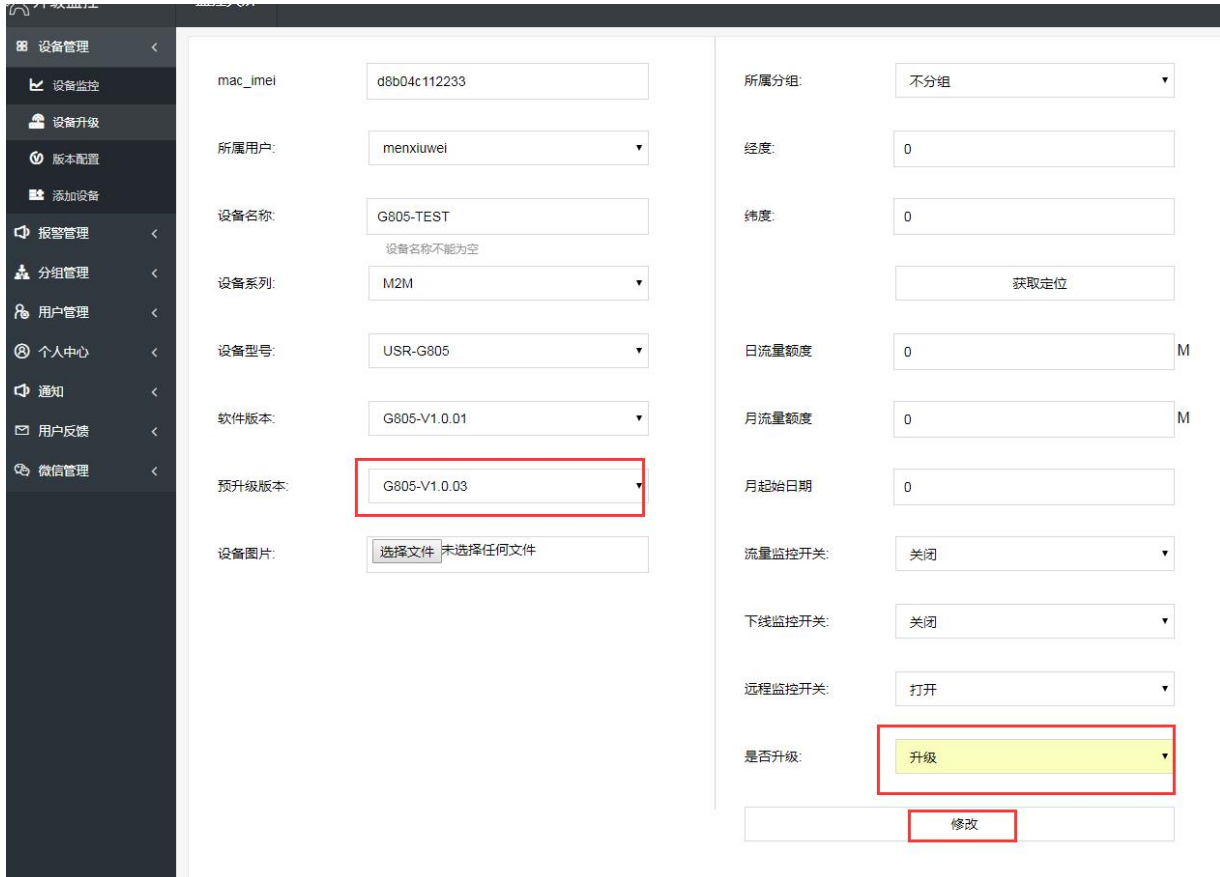 设备管理
设备监控
设备升级
版本配置
添加设备
报警管理
分组管理
用户管理
个人中心
通知
用户反馈
微信管理
mac_imei d8b04c112233
所属用户: menxiuwei
设备名称: G805-TEST
设备名称不能为空
设备系列: M2M
设备型号: USR-G805
软件版本: G805-V1.0.01
预升级版本: G805-V1.0.03
设备图片: 选择文件 未选择任何文件
所属分组: 不分组
经度: 0
纬度: 0
获取定位
日流量额度 0 M
月流量额度 0 M
月起始日期 0
流量监控开关: 关闭
下线监控开关: 关闭
远程监控开关: 打开
是否升级: 升级
修改